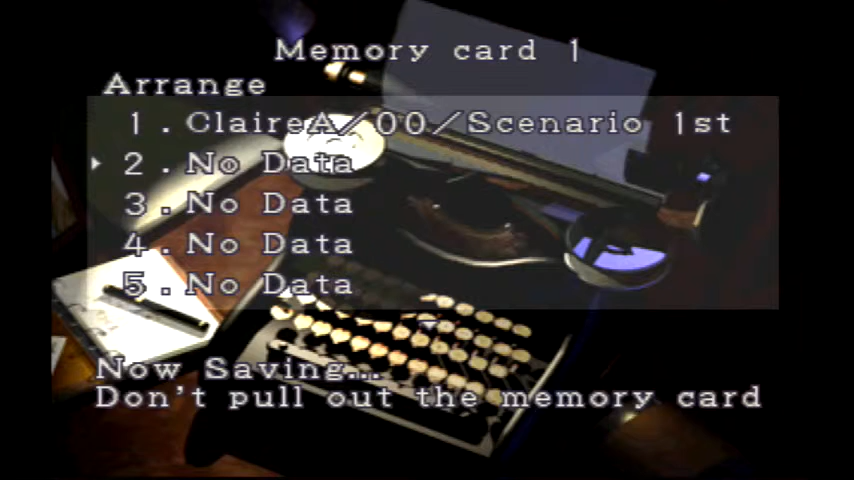 Memory card 1
Arrange
1. ClaireA/00/Scenario 1st
2. No Data
3. No Data
4. No Data
5. No Data
Now Saving...
Don't pull out the memory card